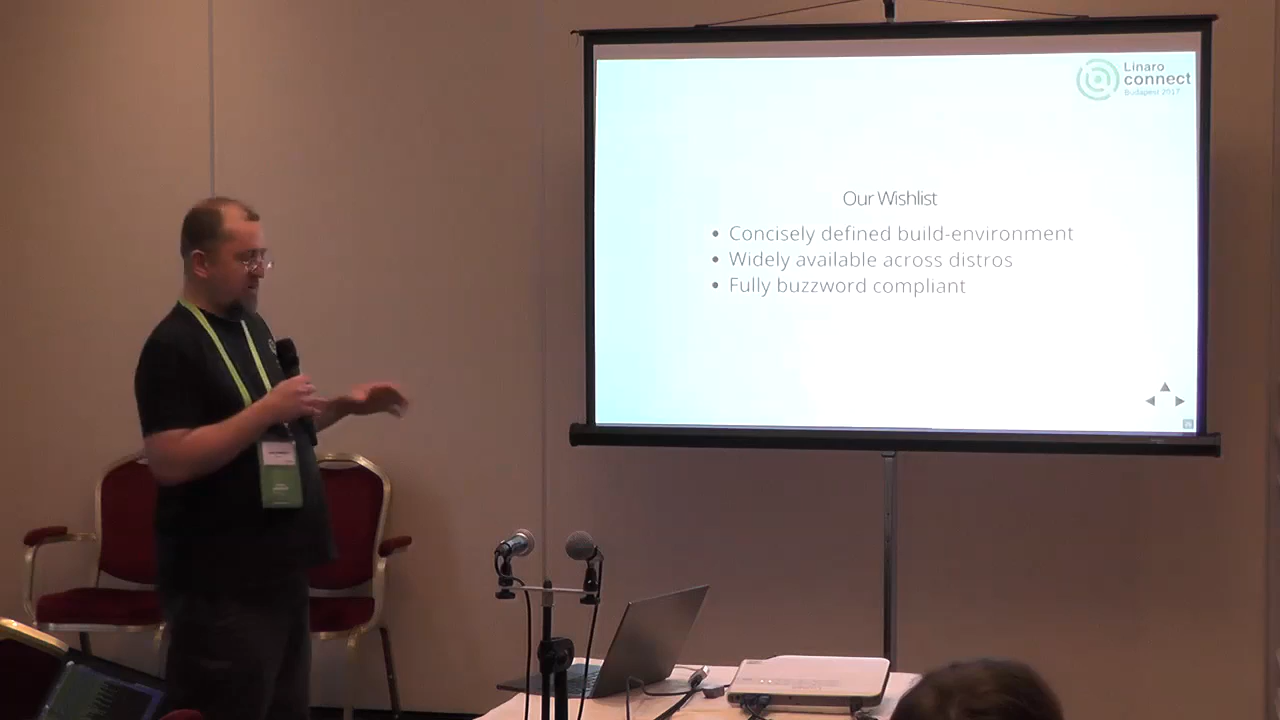 Linaro
connect
Budapest 2017
Our Wishlist
Concisely defined build-environment
Widely available across distros
Fully buzzword compliant